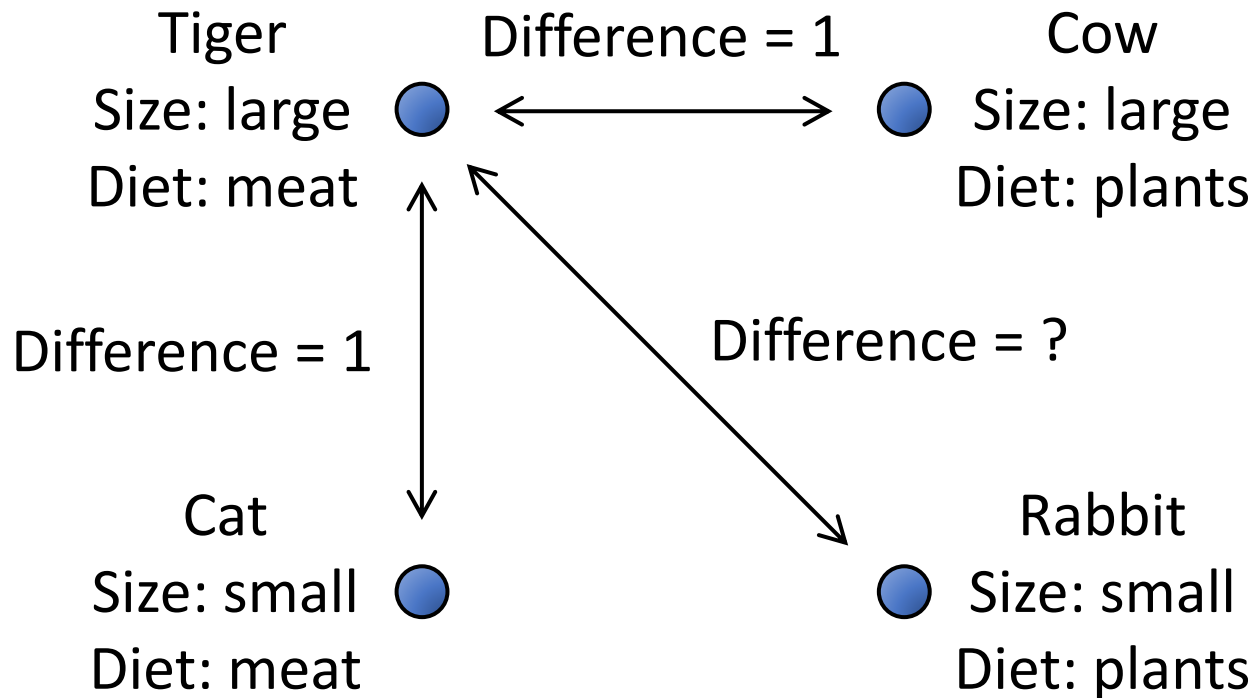 Tiger
Size: large
Diet: meat
Difference = 1
Cow
Size: large
Diet: plants
Difference = 1
Difference = ?
Cat
Size: small
Diet: meat
Rabbit
Size: small
Diet: plants